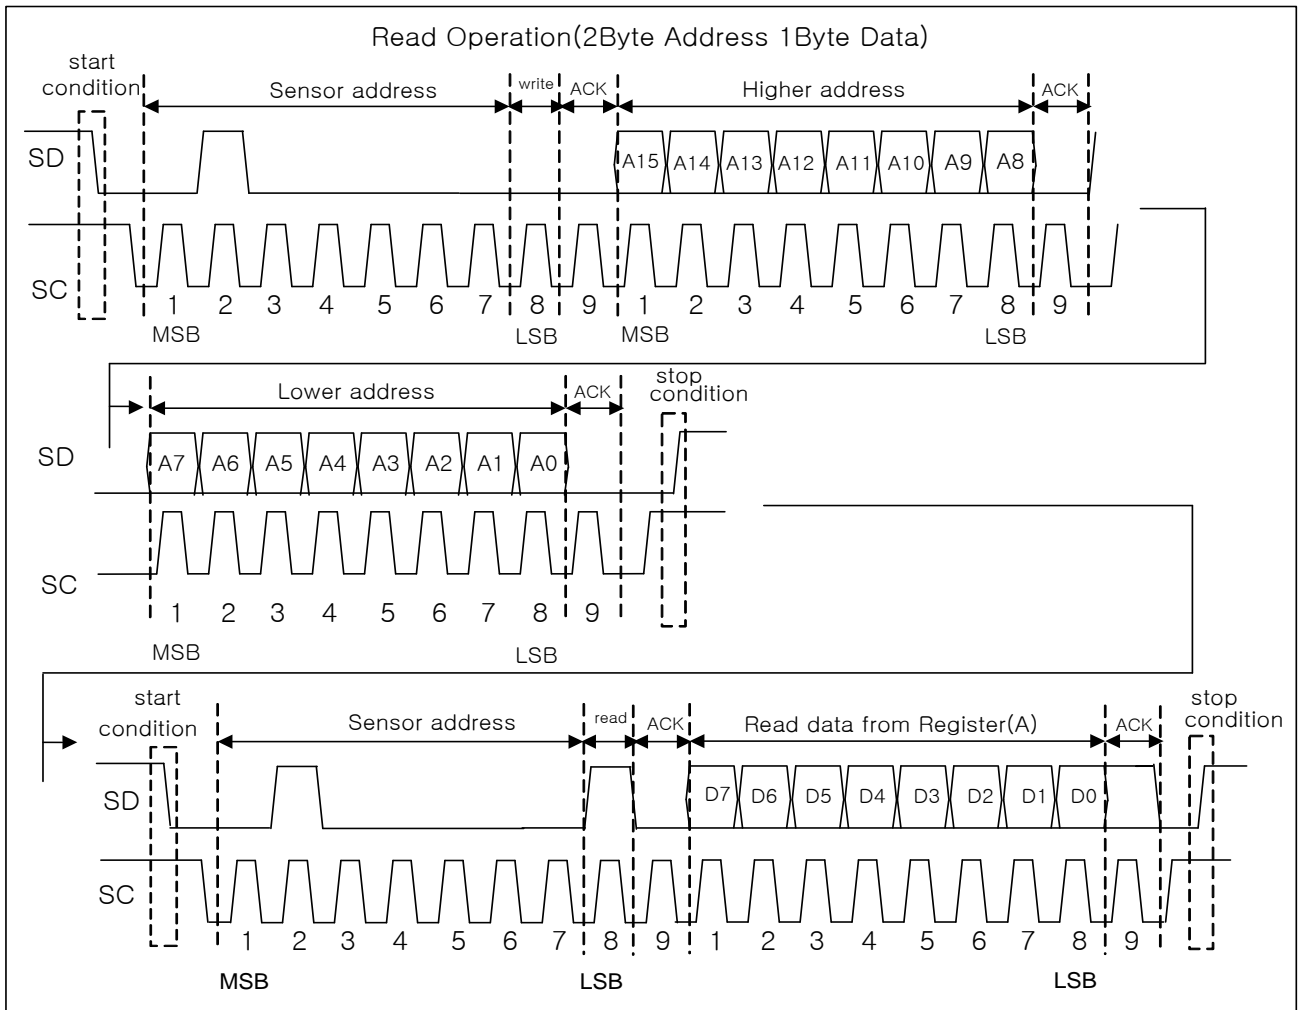 Read Operation(2Byte Address 1Byte Data)
start
condition
Sensor address
write
ACK
Higher address
ACK
SD
A15 A14 A13 A12 A11 A10 A9 A8
SC
1 2 3 4 5 6 7 8 9 1 2 3 4 5 6 7 8 9
MSB LSB MSB LSB
Lower address
ACK
stop
condition
SD
A7 A6 A5 A4 A3 A2 A1 A0
SC
1 2 3 4 5 6 7 8 9
MSB LSB
start
condition
Sensor address
read
ACK
Read data from Register(A)
ACK
stop
condition
SD
D7 D6 D5 D4 D3 D2 D1 D0
SC
1 2 3 4 5 6 7 8 9 1 2 3 4 5 6 7 8 9
MSB LSB LSB